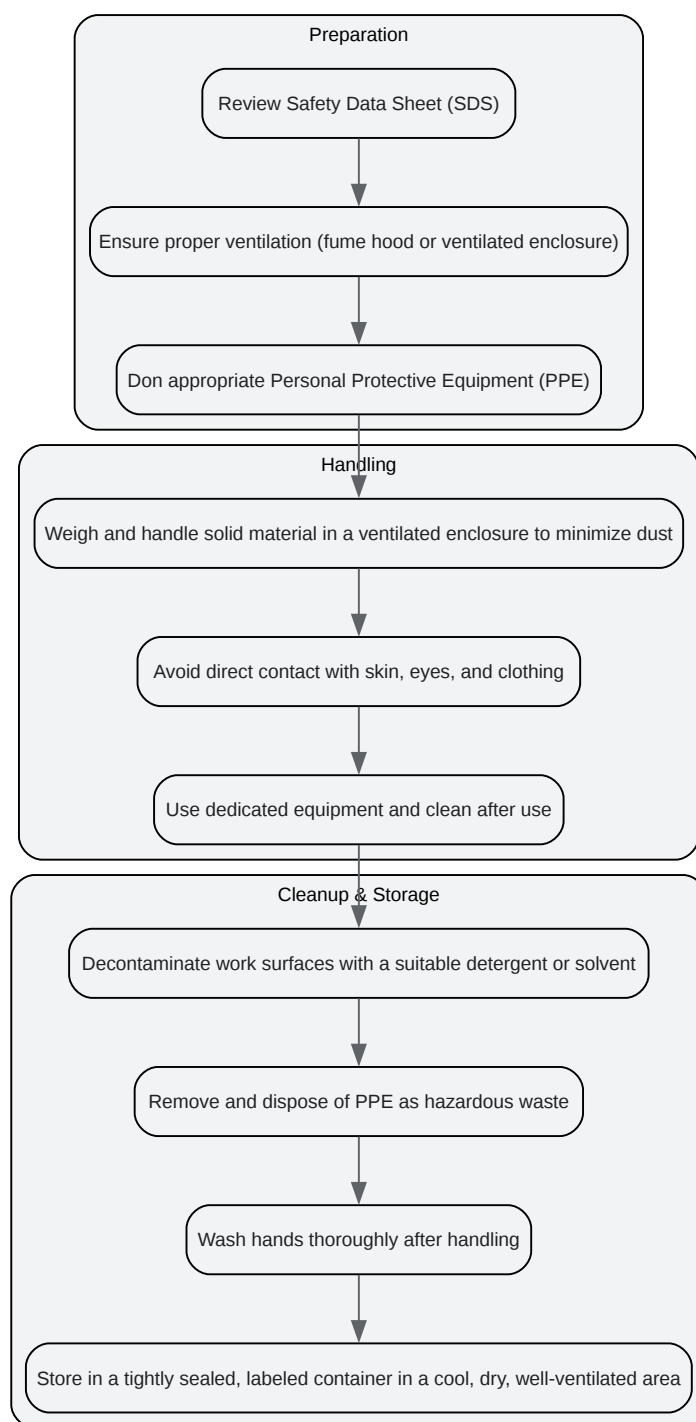 Preparation
Review Safety Data Sheet (SDS)
Ensure proper ventilation (fume hood or ventilated enclosure)
Don appropriate Personal Protective Equipment (PPE)
Handling
Weigh and handle solid material in a ventilated enclosure to minimize dust
Avoid direct contact with skin, eyes, and clothing
Use dedicated equipment and clean after use
Cleanup & Storage
Decontaminate work surfaces with a suitable detergent or solvent
Remove and dispose of PPE as hazardous waste
Wash hands thoroughly after handling
Store in a tightly sealed, labeled container in a cool, dry, well-ventilated area